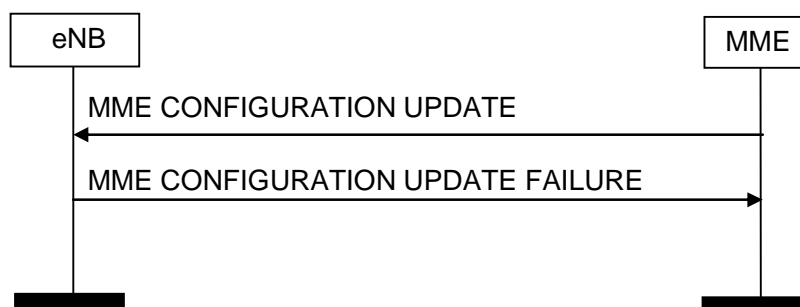 eNB
MME
MME CONFIGURATION UPDATE
MME CONFIGURATION UPDATE FAILURE